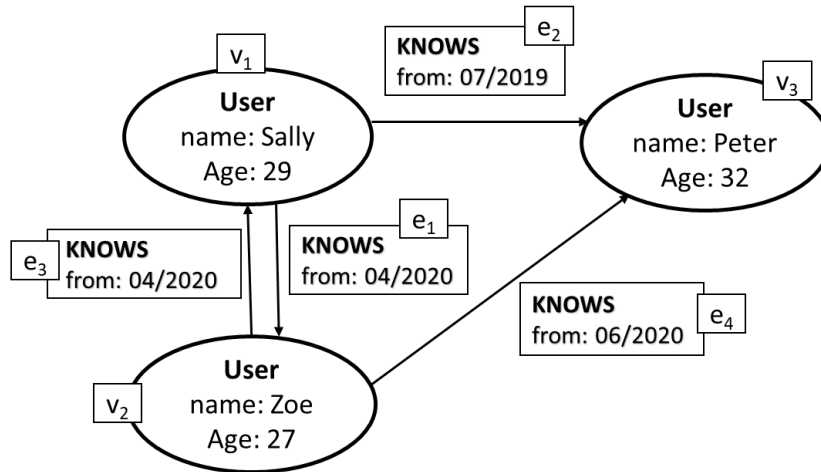 v₁
User
name: Sally
Age: 29
KNOWS
from: 07/2019
e₂
v₃
User
name: Peter
Age: 32
e₃
KNOWS
from: 04/2020
KNOWS
from: 04/2020
e₁
KNOWS
from: 06/2020
e₄
v₂
User
name: Zoe
Age: 27